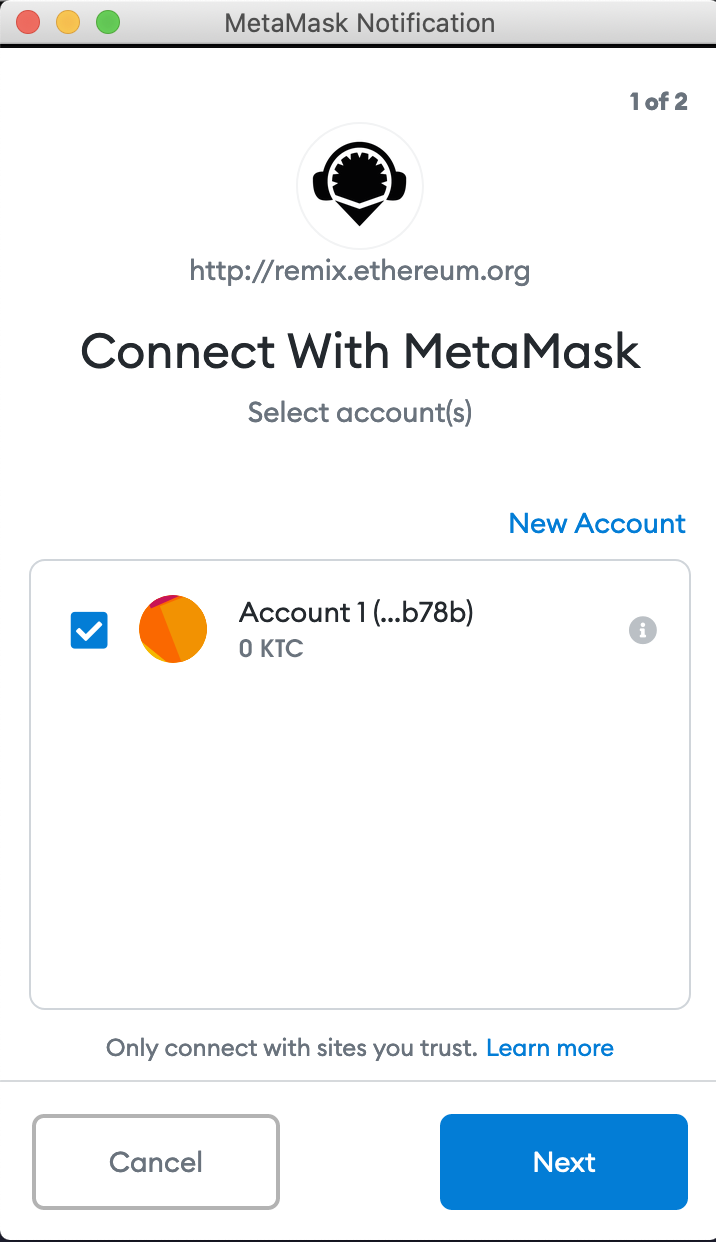 MetaMask Notification
1 of 2
http://remix.ethereum.org
Connect With MetaMask
Select account(s)
New Account
Account 1 (...b78b)
0 KTC
Only connect with sites you trust. Learn more
Cancel Next